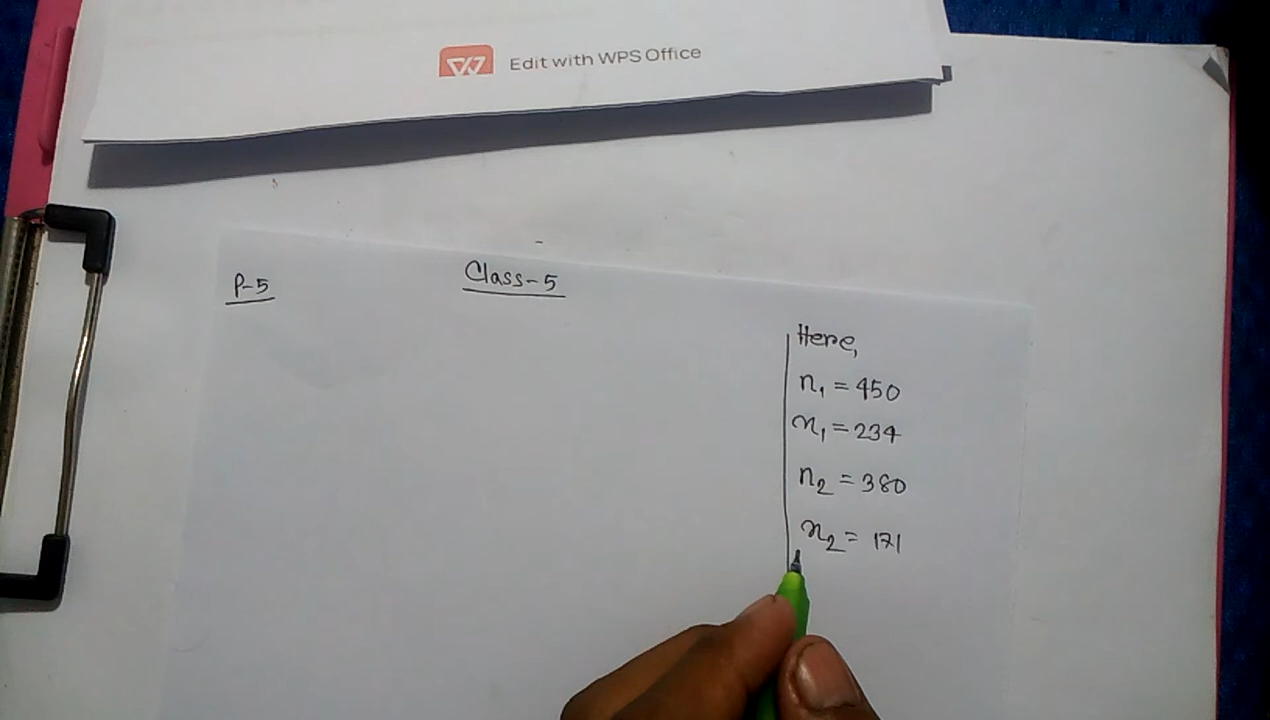 Edit with WPS Office
P-5
Class-5
Here,
n₁ = 450
x₁ = 234
n₂ = 380
x₂ = 171